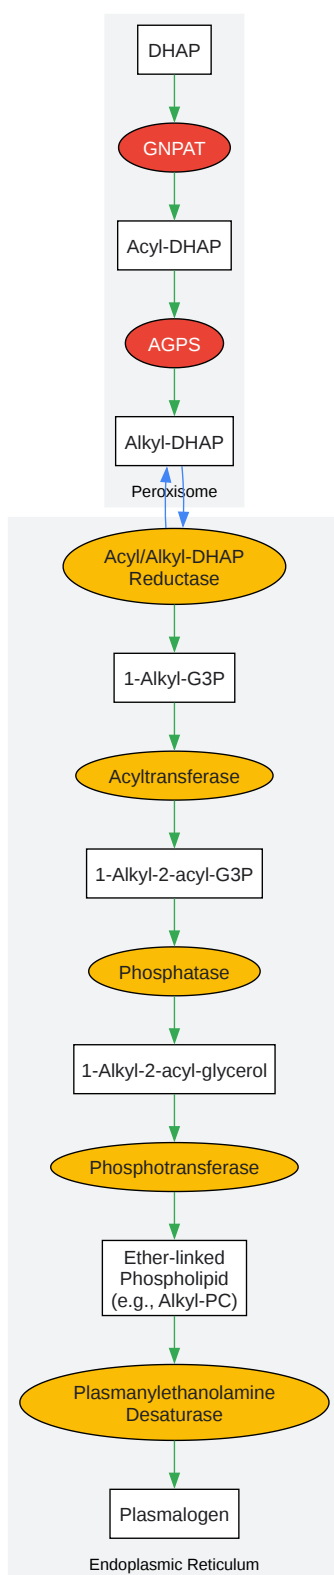 DHAP
GNPAT
Acyl-DHAP
AGPS
Alkyl-DHAP
Peroxisome
Acyl/Alkyl-DHAP
Reductase
1-Alkyl-G3P
Acyltransferase
1-Alkyl-2-acyl-G3P
Phosphatase
1-Alkyl-2-acyl-glycerol
Phosphotransferase
Ether-linked
Phospholipid
(e.g., Alkyl-PC)
Plasmanylethanolamine
Desaturase
Plasmalogen
Endoplasmic Reticulum